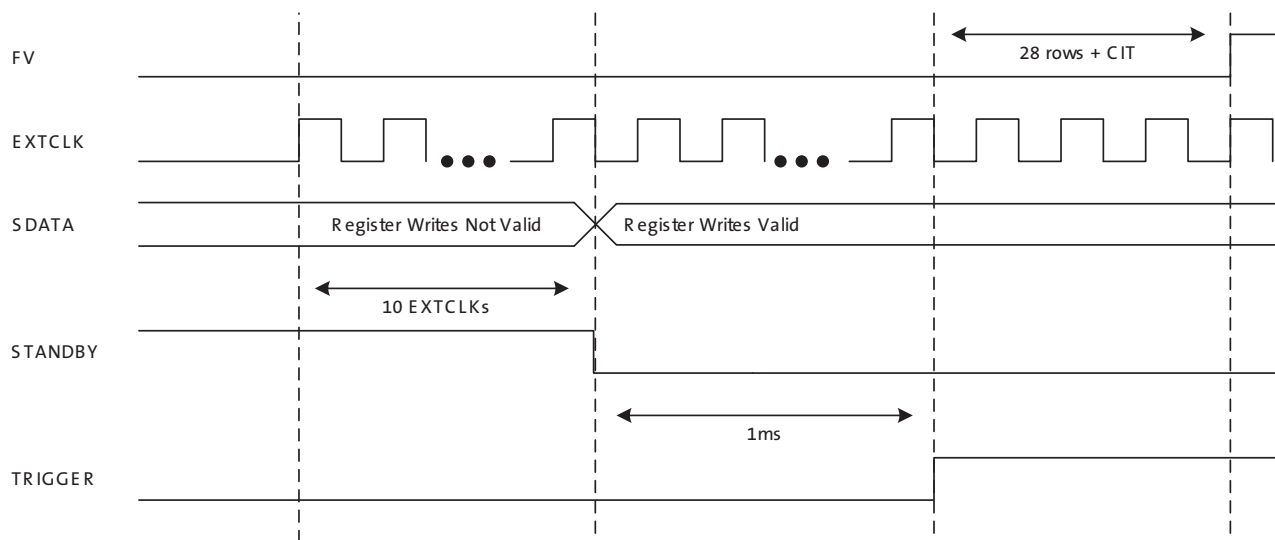 FV
28 rows + CIT
EXTCLK
SDATA
Register Writes Not Valid
Register Writes Valid
10 EXTCLKs
STANDBY
1ms
TRIGGER